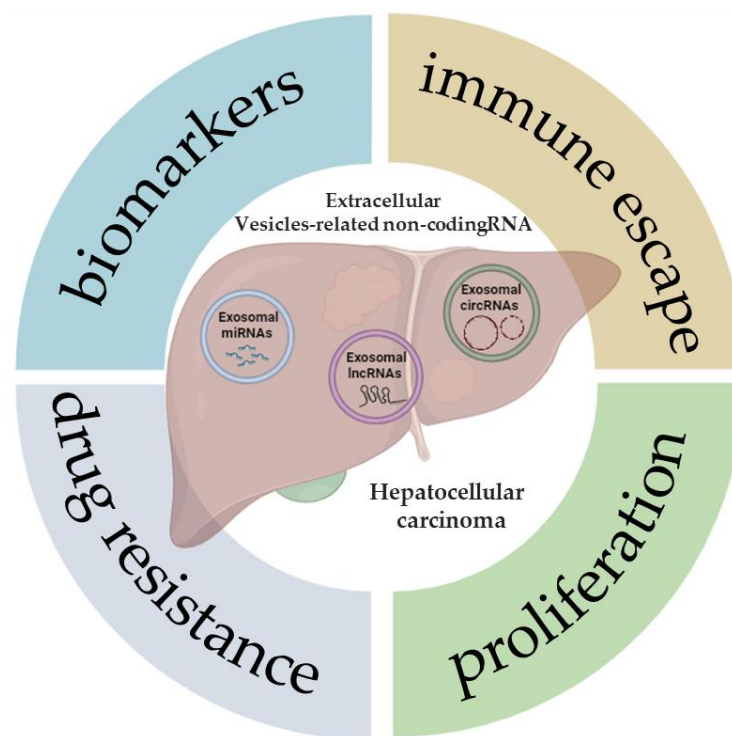 biomarkers
immune escape
Extracellular
Vesicles-related non-codingRNA
Exosomal
miRNAs
Exosomal
lncRNAs
Exosomal
circRNAs
Hepatocellular
carcinoma
drug resistance
proliferation